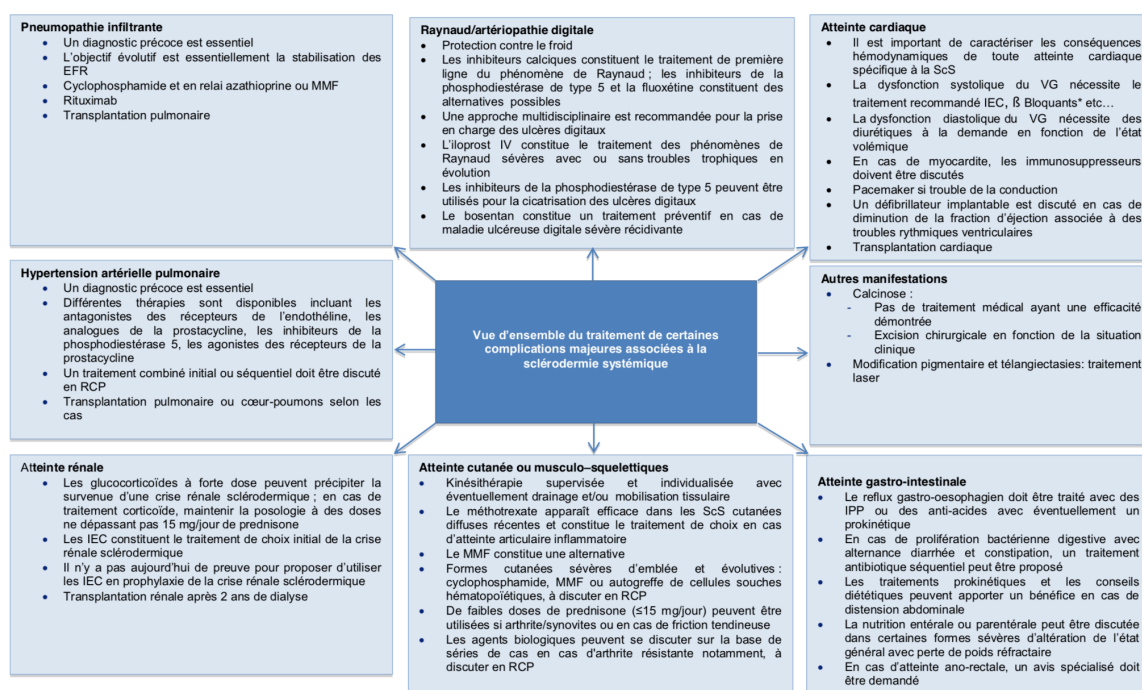 Pneumopathie infiltrante
• Un diagnostic précoce est essentiel
• L'objectif évolutif est essentiellement la stabilisation des
EFR
• Cyclophosphamide et en relai azathioprine ou MMF
• Rituximab
• Transplantation pulmonaire
Raynaud/artériopathie digitale
• Protection contre le froid
• Les inhibiteurs calciques constituent le traitement de première
ligne du phénomène de Raynaud ; les inhibiteurs de la
phosphodiestérase de type 5 et la fluoxétine constituent des
alternatives possibles
• Une approche multidisciplinaire est recommandée pour la prise
en charge des ulcères digitaux
• L'iloprost IV constitue le traitement des phénomènes de
Raynaud sévères avec ou sans troubles trophiques en
évolution
• Les inhibiteurs de la phosphodiestérase de type 5 peuvent être
utilisés pour la cicatrisation des ulcères digitaux
• Le bosentan constitue un traitement préventif en cas de
maladie ulcéreuse digitale sévère récidivante
Atteinte cardiaque
• Il est important de caractériser les conséquences
hémodynamiques de toute atteinte cardiaque
spécifique à la ScS
• La dysfonction systolique du VG nécessite le
traitement recommandé IEC, ß Bloquants* etc…
• La dysfonction diastolique du VG nécessite des
diurétiques à la demande en fonction de l'état
volémique
• En cas de myocardite, les immunosuppresseurs
doivent être discutés
• Pacemaker si trouble de la conduction
• Un défibrillateur implantable est discuté en cas de
diminution de la fraction d'éjection associée à des
troubles rythmiques ventriculaires
• Transplantation cardiaque
Hypertension artérielle pulmonaire
• Un diagnostic précoce est essentiel
• Différentes thérapies sont disponibles incluant les
antagonistes des récepteurs de l'endothéline, les
analogues de la prostacycline, les inhibiteurs de la
phosphodiestérase 5, les agonistes des récepteurs de la
prostacycline
• Un traitement combiné initial ou séquentiel doit être discuté
en RCP
• Transplantation pulmonaire ou cœur-poumons selon les
cas
Vue d'ensemble du traitement de certaines
complications majeures associées à la
sclérodermie systémique
Autres manifestations
• Calcinose :
- Pas de traitement médical ayant une efficacité
démontrée
- Excision chirurgicale en fonction de la situation
clinique
• Modification pigmentaire et télangiectasies: traitement
laser
Atteinte rénale
• Les glucocorticoïdes à forte dose peuvent précipiter la
survenue d'une crise rénale sclérodermique ; en cas de
traitement corticoïde, maintenir la posologie à des doses
ne dépassant pas 15 mg/jour de prednisone
• Les IEC constituent le traitement de choix initial de la crise
rénale sclérodermique
• Il n'y a pas aujourd'hui de preuve pour proposer d'utiliser
les IEC en prophylaxie de la crise rénale sclérodermique
• Transplantation rénale après 2 ans de dialyse
Atteinte cutanée ou musculo–squelettiques
• Kinésithérapie supervisée et individualisée avec
éventuellement drainage et/ou mobilisation tissulaire
• Le méthotrexate apparaît efficace dans les ScS cutanées
diffuses récentes et constitue le traitement de choix en cas
d'atteinte articulaire inflammatoire
• Le MMF constitue une alternative
• Formes cutanées sévères d'emblée et évolutives :
cyclophosphamide, MMF ou autogreffe de cellules souches
hématopoïétiques, à discuter en RCP
• De faibles doses de prednisone (≤15 mg/jour) peuvent être
utilisées si arthrite/synovites ou en cas de friction tendineuse
• Les agents biologiques peuvent se discuter sur la base de
séries de cas en cas d'arthrite résistante notamment, à
discuter en RCP
Atteinte gastro-intestinale
• Le reflux gastro-oesophagien doit être traité avec des
IPP ou des anti-acides avec éventuellement un
prokinétique
• En cas de prolifération bactérienne digestive avec
alternance diarrhée et constipation, un traitement
antibiotique séquentiel peut être proposé
• Les traitements prokinétiques et les conseils
diététiques peuvent apporter un bénéfice en cas de
distension abdominale
• La nutrition entérale ou parentérale peut être discutée
dans certaines formes sévères d'altération de l'état
général avec perte de poids réfractaire
• En cas d'atteinte ano-rectale, un avis spécialisé doit
être demandé